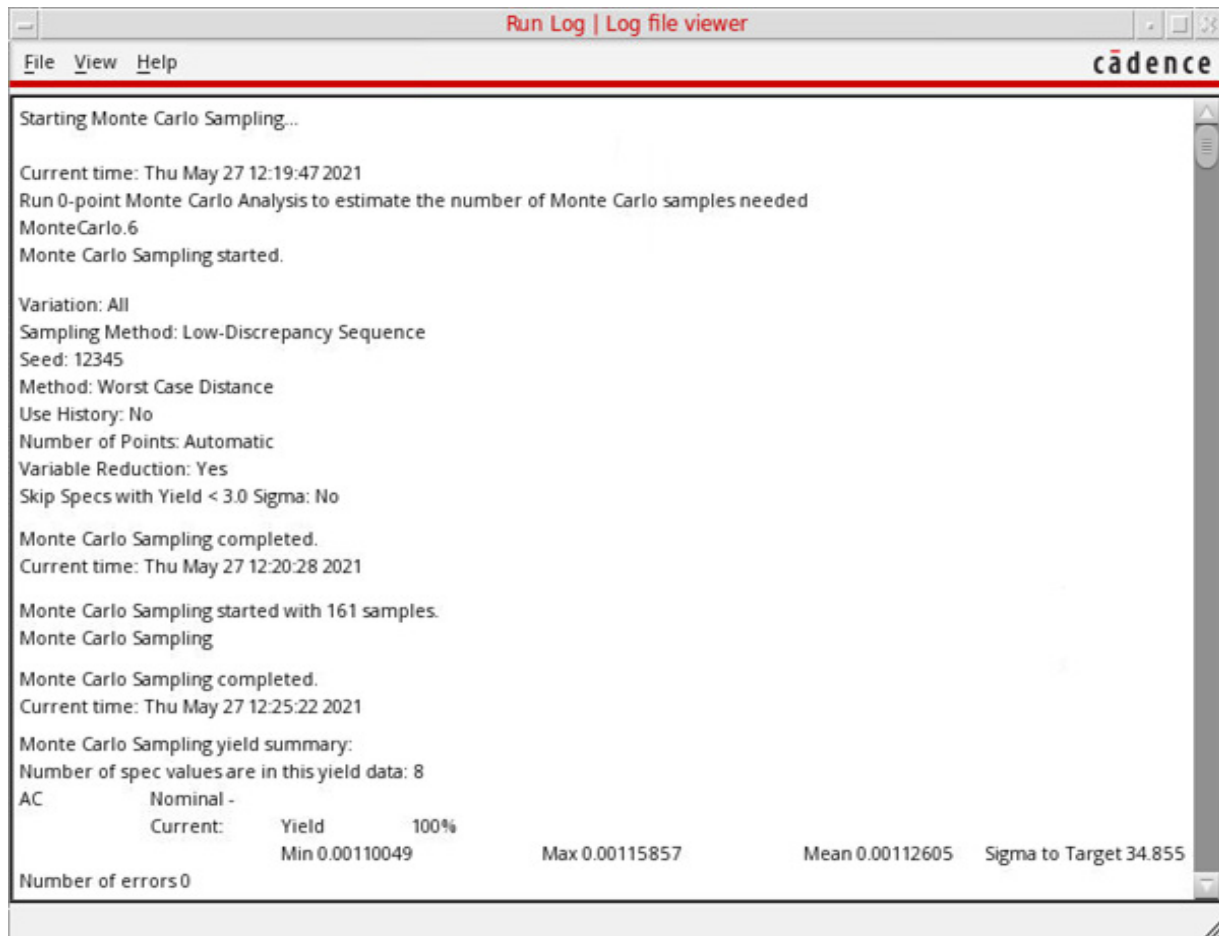 Run Log | Log file viewer
File View Help
cādence
Starting Monte Carlo Sampling...
Current time: Thu May 27 12:19:47 2021
Run 0-point Monte Carlo Analysis to estimate the number of Monte Carlo samples needed
MonteCarlo.6
Monte Carlo Sampling started.
Variation: All
Sampling Method: Low-Discrepancy Sequence
Seed: 12345
Method: Worst Case Distance
Use History: No
Number of Points: Automatic
Variable Reduction: Yes
Skip Specs with Yield < 3.0 Sigma: No
Monte Carlo Sampling completed.
Current time: Thu May 27 12:20:28 2021
Monte Carlo Sampling started with 161 samples.
Monte Carlo Sampling
Monte Carlo Sampling completed.
Current time: Thu May 27 12:25:22 2021
Monte Carlo Sampling yield summary:
Number of spec values are in this yield data: 8
AC Nominal -
Current: Yield 100%
Min 0.00110049 Max 0.00115857 Mean 0.00112605 Sigma to Target 34.855
Number of errors 0